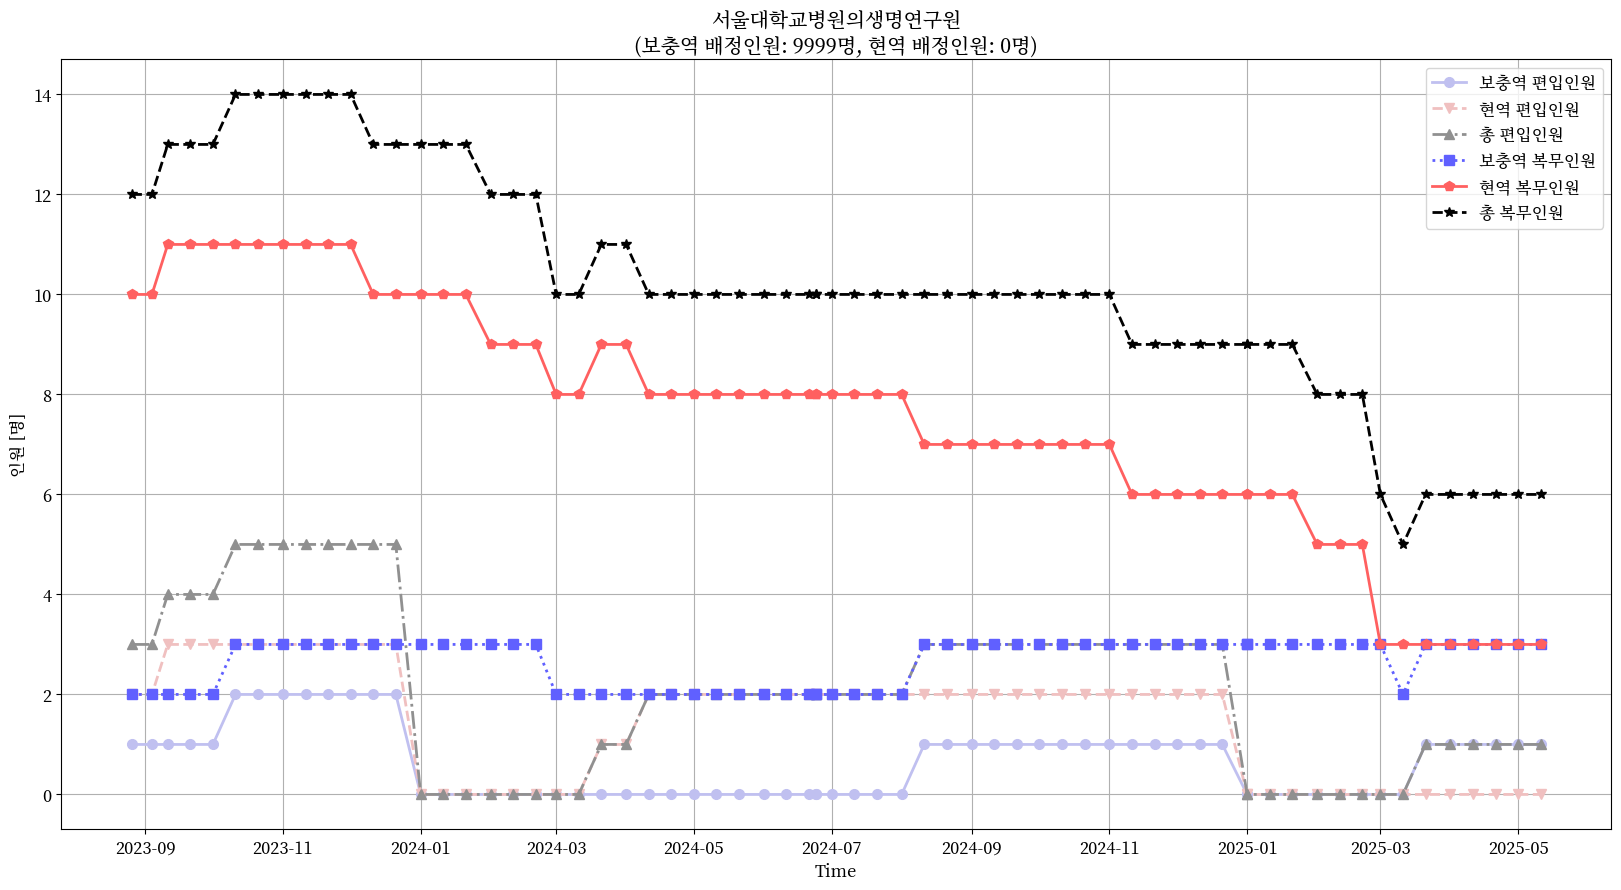 서울대학교병원의생명연구원
(보충역 배정인원: 9999명, 현역 배정인원: 0명)
보충역 편입인원
현역 편입인원
총 편입인원
보충역 복무인원
현역 복무인원
총 복무인원
인원 [명]
14
12
10
8
6
4
2
0
2023-09
2023-11
2024-01
2024-03
2024-05
2024-07
2024-09
2024-11
2025-01
2025-03
2025-05
Time